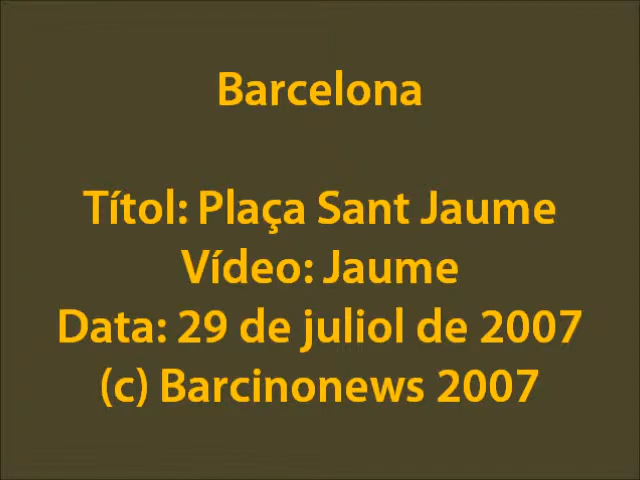 Barcelona
Títol: Plaça Sant Jaume
Vídeo: Jaume
Data: 29 de juliol de 2007
(c) Barcinonews 2007